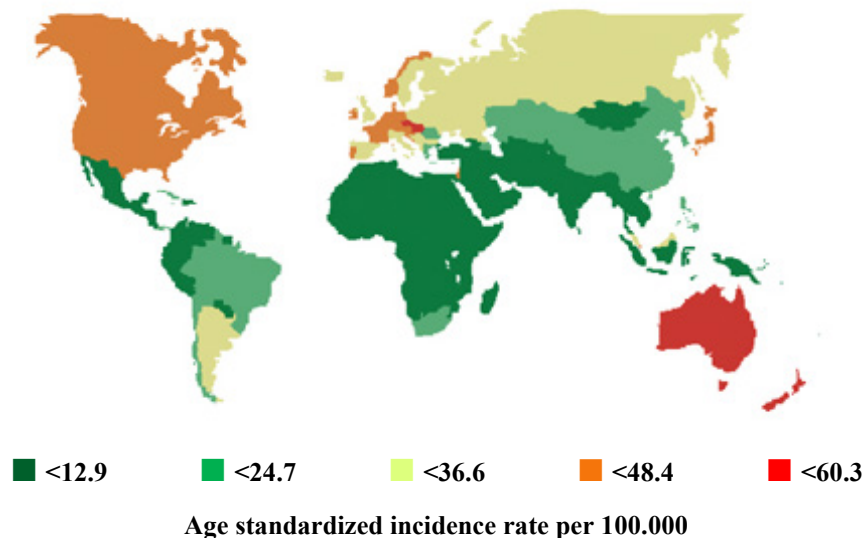 <12.9 <24.7 <36.6 <48.4 <60.3
Age standardized incidence rate per 100.000